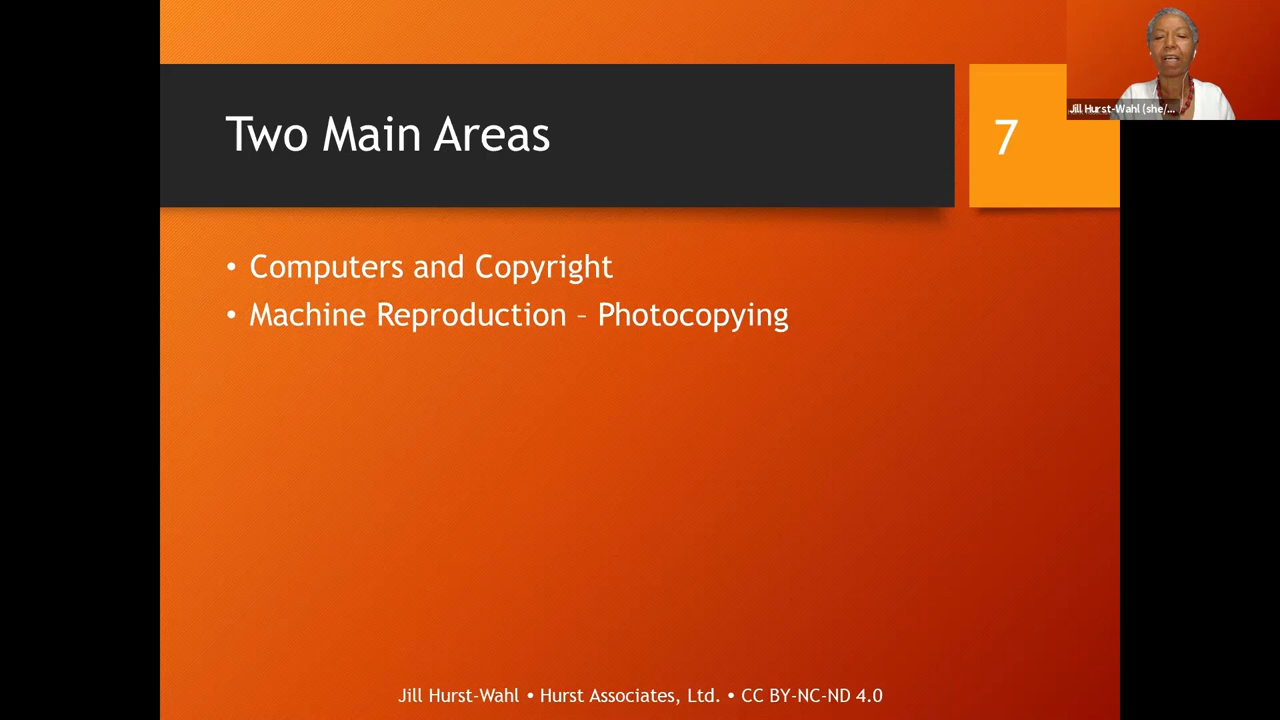 Two Main Areas
7
Jill Hurst-Wahl (she/...
• Computers and Copyright
• Machine Reproduction – Photocopying
Jill Hurst-Wahl • Hurst Associates, Ltd. • CC BY-NC-ND 4.0